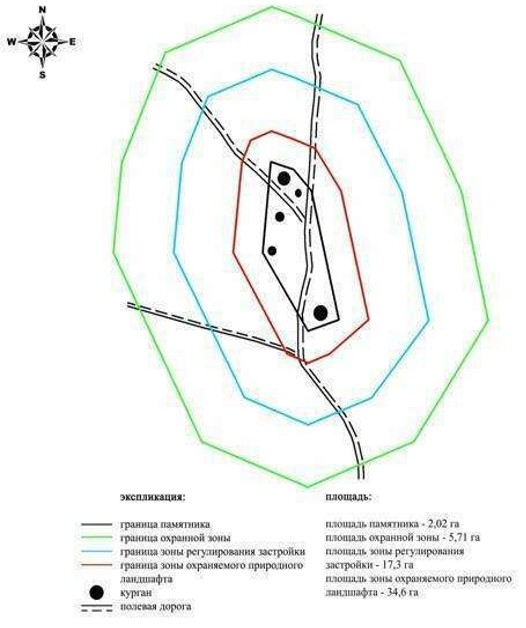 N
W E
S
экспликация:
площадь:
граница памятника
граница охранной зоны
граница зоны регулирования застройки
граница зоны охраняемого природного
ландшафта
курган
полевая дорога
площадь памятника - 2,02 га
площадь охранной зоны - 5,71 га
площадь зоны регулирования
застройки - 17,3 га
площадь зоны охраняемого природного
ландшафта - 34,6 га